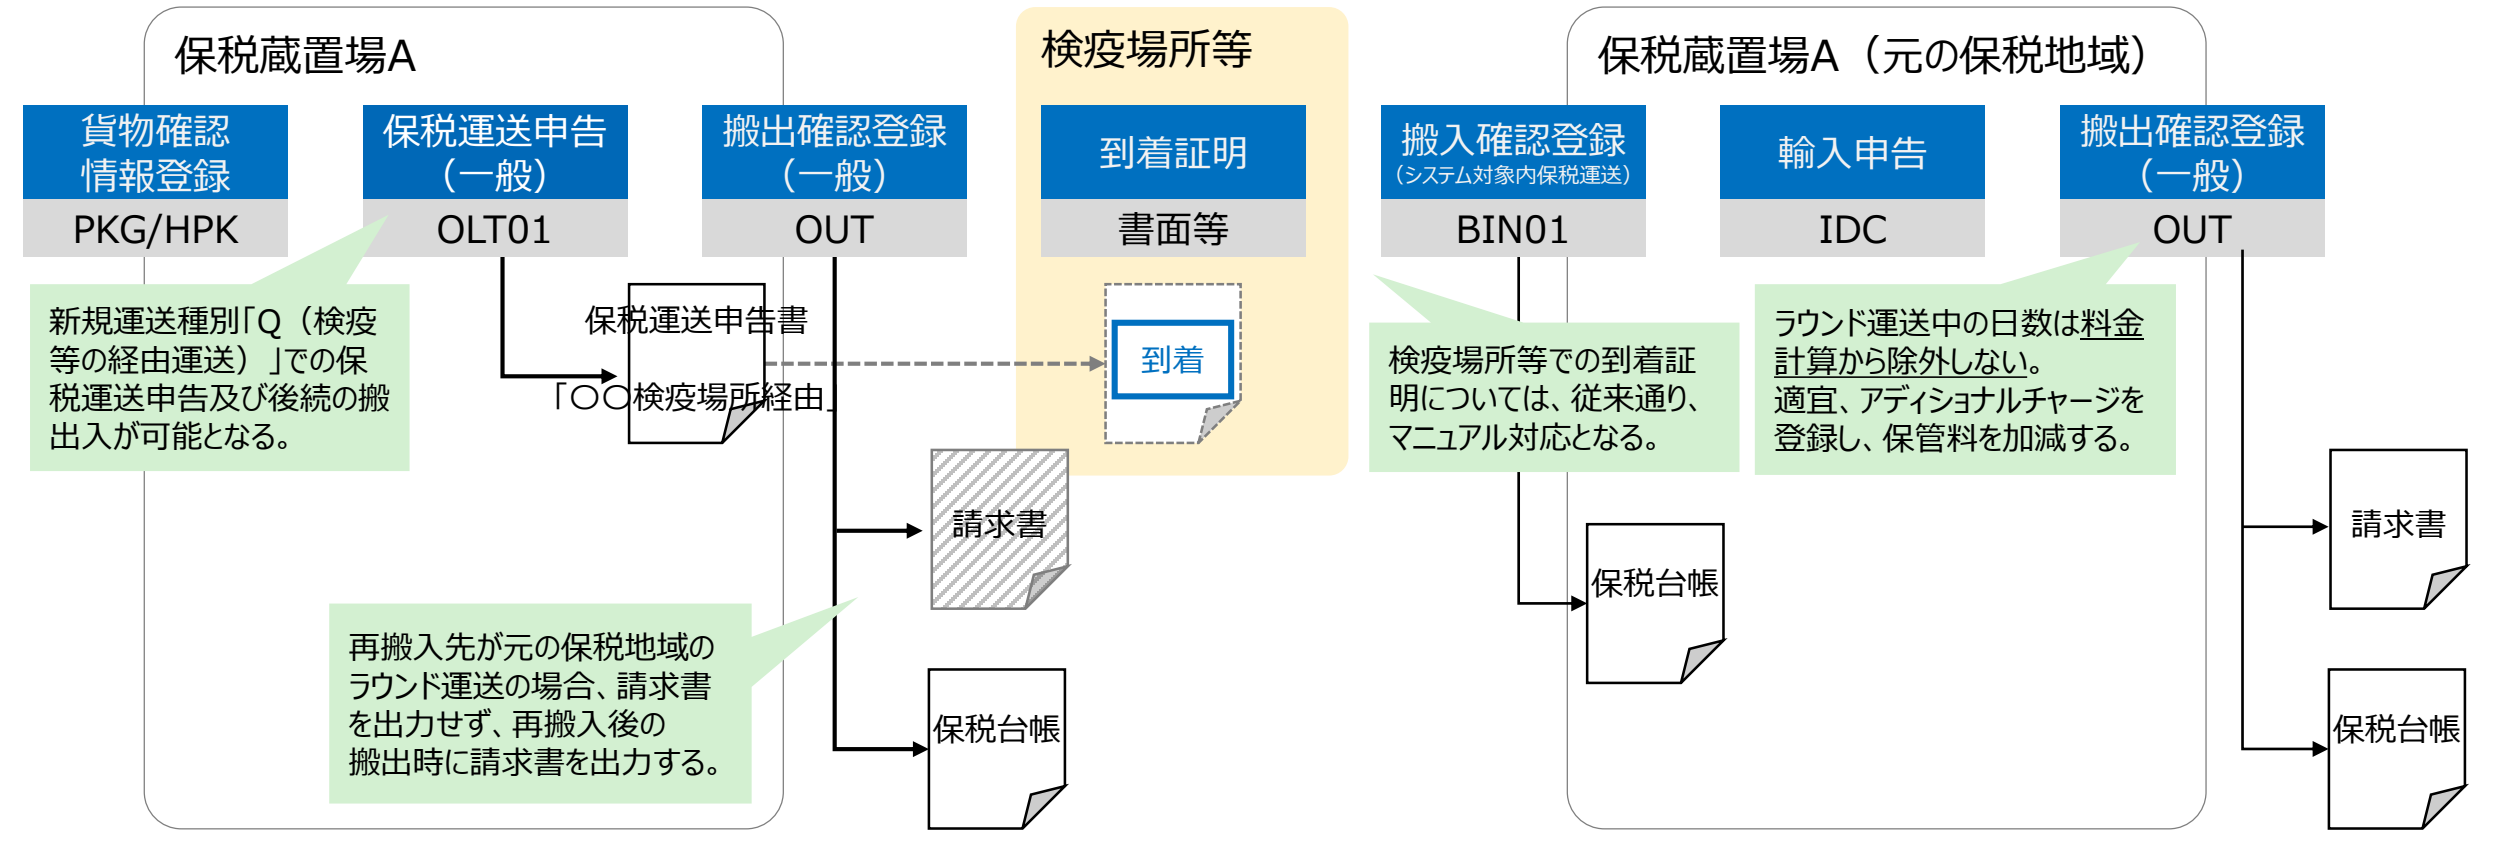 保税蔵置場A
検疫場所等
保税蔵置場A（元の保税地域）
貨物確認
情報登録
PKG/HPK
保税運送申告
（一般）
OLT01
搬出確認登録
（一般）
OUT
到着証明
書面等
搬入確認登録
（システム対象内保税運送）
BIN01
輸入申告
IDC
搬出確認登録
（一般）
OUT
新規運送種別「Q（検疫
等の経由運送）」での保
税運送申告及び後続の搬
出入が可能となる。
保税運送申告書
「〇〇検疫場所経由」
到着
検疫場所等での到着証
明については、従来通り、
マニュアル対応となる。
ラウンド運送中の日数は料金
計算から除外しない。
適宜、アディショナルチャージを
登録し、保管料を加減する。
請求書
保税台帳
請求書
再搬入先が元の保税地域の
ラウンド運送の場合、請求書
を出力せず、再搬入後の
搬出時に請求書を出力する。
保税台帳
保税台帳